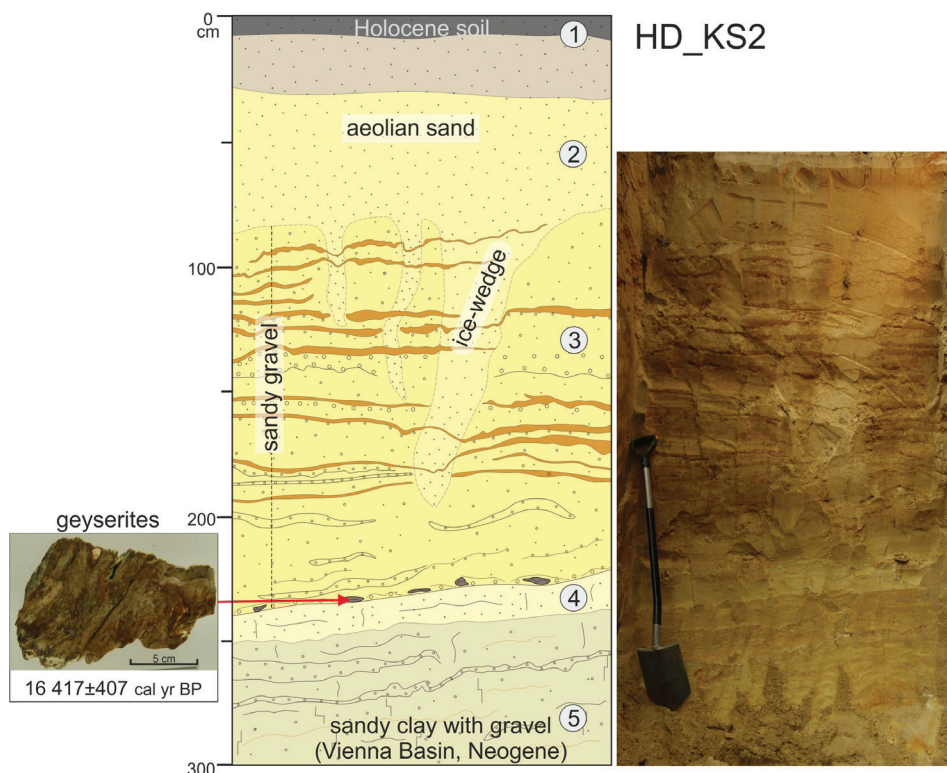 0
cm
Holocene soil
1
HD_KS2
aeolian sand
2
100
ice-wedge
3
sandy gravel
200
geyserites
4
5 cm
16 417±407 cal yr BP
5
sandy clay with gravel
(Vienna Basin, Neogene)
300